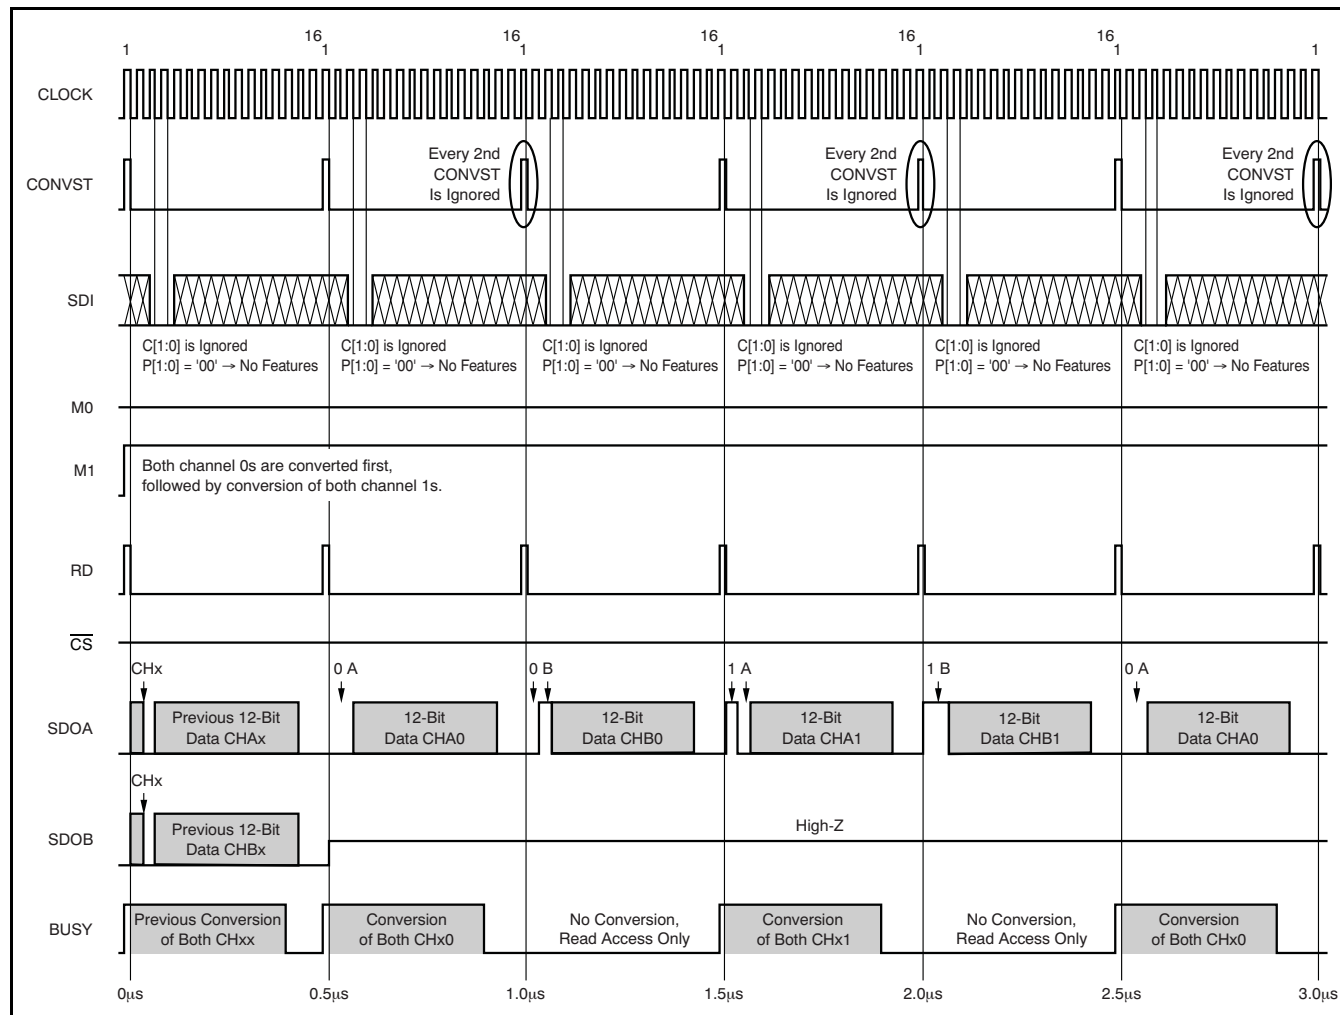 16 16 16 16 16
1 1 1 1 1 1 1
CLOCK
CONVST
Every 2nd
CONVST
Is Ignored
Every 2nd
CONVST
Is Ignored
Every 2nd
CONVST
Is Ignored
SDI
C[1:0] is Ignored
P[1:0] = '00' → No Features
C[1:0] is Ignored
P[1:0] = '00' → No Features
C[1:0] is Ignored
P[1:0] = '00' → No Features
C[1:0] is Ignored
P[1:0] = '00' → No Features
C[1:0] is Ignored
P[1:0] = '00' → No Features
C[1:0] is Ignored
P[1:0] = '00' → No Features
M0
M1
Both channel 0s are converted first,
followed by conversion of both channel 1s.
RD
CS
CHx 0 A 0 B 1 A 1 B 0 A
SDOA
Previous 12-Bit
Data CHAx
12-Bit
Data CHA0
12-Bit
Data CHB0
12-Bit
Data CHA1
12-Bit
Data CHB1
12-Bit
Data CHA0
CHx
SDOB
Previous 12-Bit
Data CHBx
High-Z
BUSY
Previous Conversion
of Both CHxx
Conversion
of Both CHx0
No Conversion,
Read Access Only
Conversion
of Both CHx1
No Conversion,
Read Access Only
Conversion
of Both CHx0
0μs 0.5μs 1.0μs 1.5μs 2.0μs 2.5μs 3.0μs